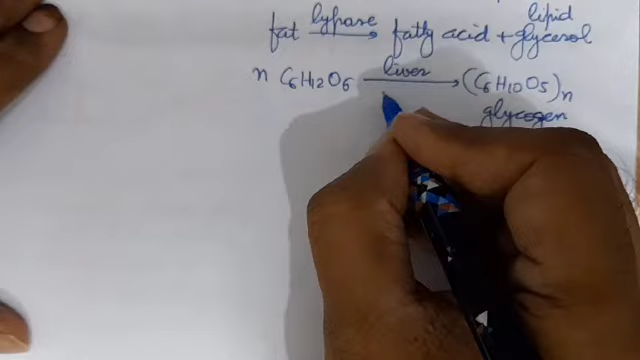 lipid
fat lypase → fatty acid + glycerol
n C6H12O6 liver → (C6H10O5)n
glycogen